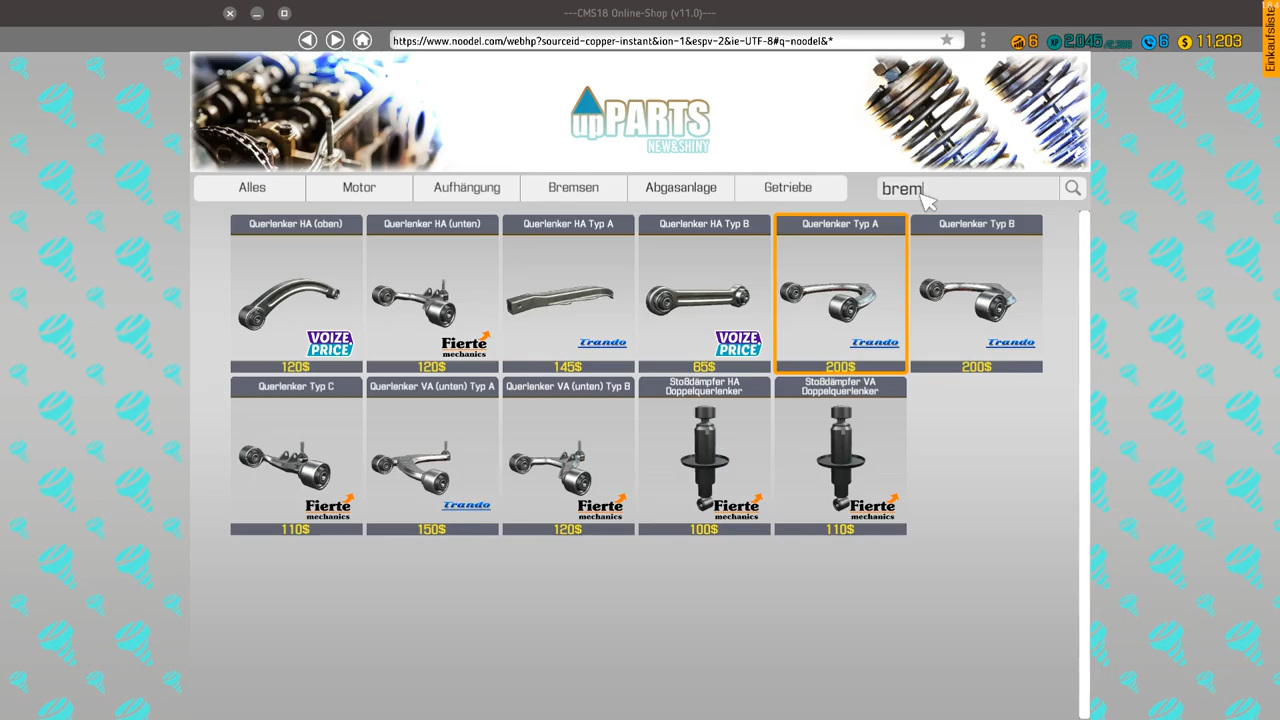 ---CMS18 Online-Shop (v11.0)---
https://www.noodel.com/webhp?sourceid-copper-instant&ion-1&espv-2&ie-UTF-8#q-noodel&*
6 XP 2,045 6 $ 11,203
Einkaufsliste
upPARTS
NEW&SHINY
Alles Motor Aufhängung Bremsen Abgasanlage Getriebe brem
Querlenker HA (oben) Querlenker HA (unten) Querlenker HA Typ A Querlenker HA Typ B Querlenker Typ A Querlenker Typ B
VOIZE PRICE Fierte mechanics Trando VOIZE PRICE Trando Trando
120$ 120$ 145$ 65$ 200$ 200$
Querlenker Typ C Querlenker VA (unten) Typ A Querlenker VA (unten) Typ B Stoßdämpfer HA Doppelquerlenker Stoßdämpfer VA Doppelquerlenker
Fierte mechanics Trando Fierte mechanics Fierte mechanics Fierte mechanics
110$ 150$ 120$ 100$ 110$